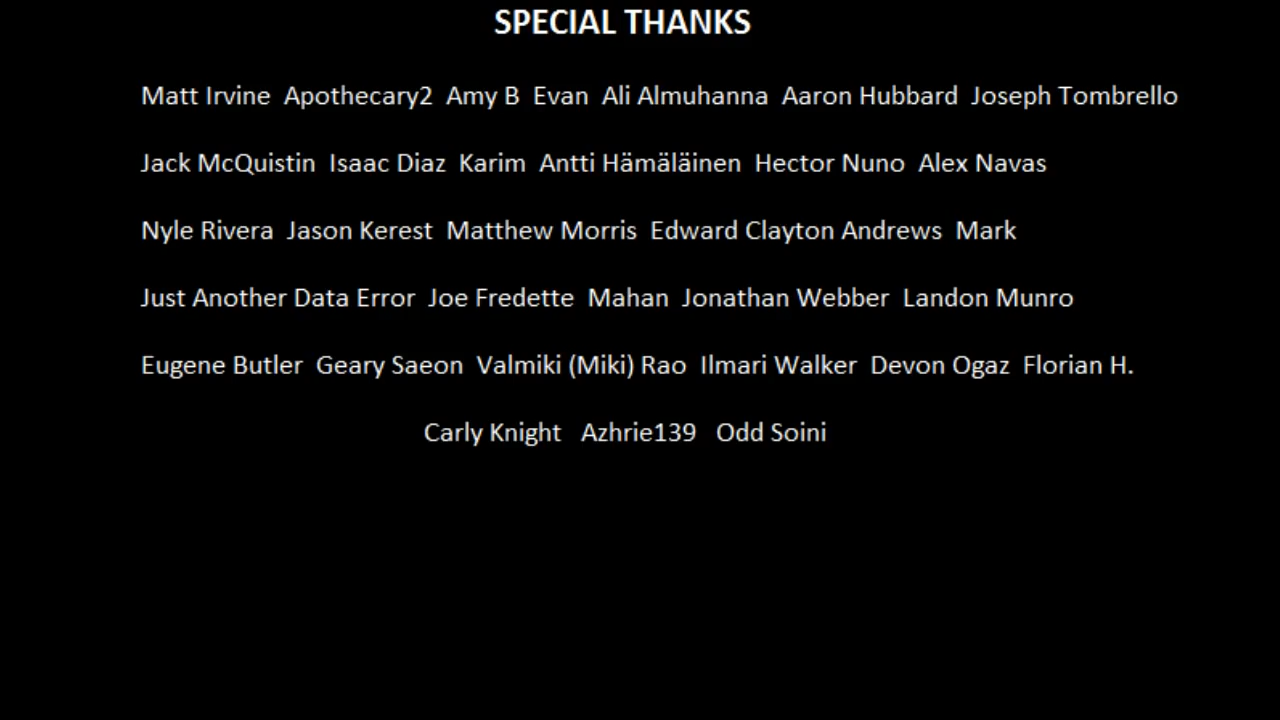 SPECIAL THANKS
Matt Irvine  Apothecary2  Amy B  Evan  Ali Almuhanna  Aaron Hubbard  Joseph Tombrello
Jack McQuistin  Isaac Diaz  Karim  Antti Hämäläinen  Hector Nuno  Alex Navas
Nyle Rivera  Jason Kerest  Matthew Morris  Edward Clayton Andrews  Mark
Just Another Data Error  Joe Fredette  Mahan  Jonathan Webber  Landon Munro
Eugene Butler  Geary Saeon  Valmiki (Miki) Rao  Ilmari Walker  Devon Ogaz  Florian H.
Carly Knight  Azhrie139  Odd Soini